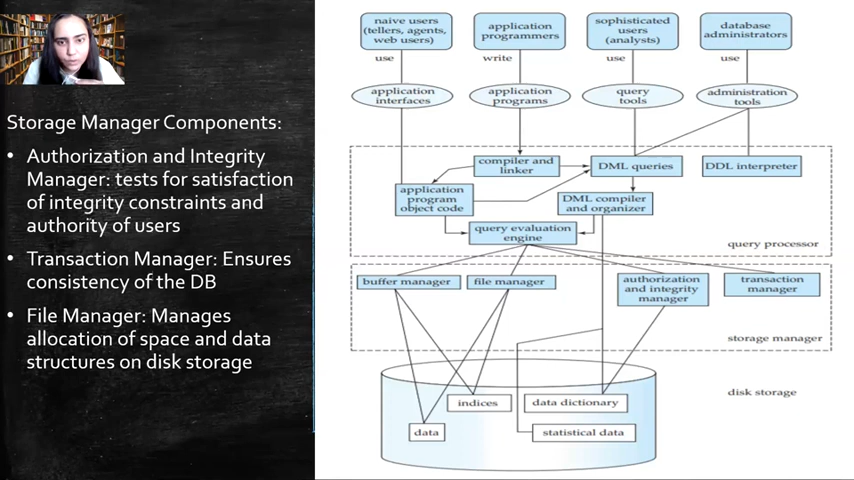 Storage Manager Components:
• Authorization and Integrity
Manager: tests for satisfaction
of integrity constraints and
authority of users
• Transaction Manager: Ensures
consistency of the DB
• File Manager: Manages
allocation of space and data
structures on disk storage
naive users
(tellers, agents,
web users)
application
programmers
sophisticated
users
(analysts)
database
administrators
use
write
use
use
application
interfaces
application
programs
query
tools
administration
tools
compiler and
linker
DML queries
DDL interpreter
application
program
object code
DML compiler
and organizer
query evaluation
engine
query processor
buffer manager
file manager
authorization
and integrity
manager
transaction
manager
storage manager
disk storage
indices
data dictionary
data
statistical data